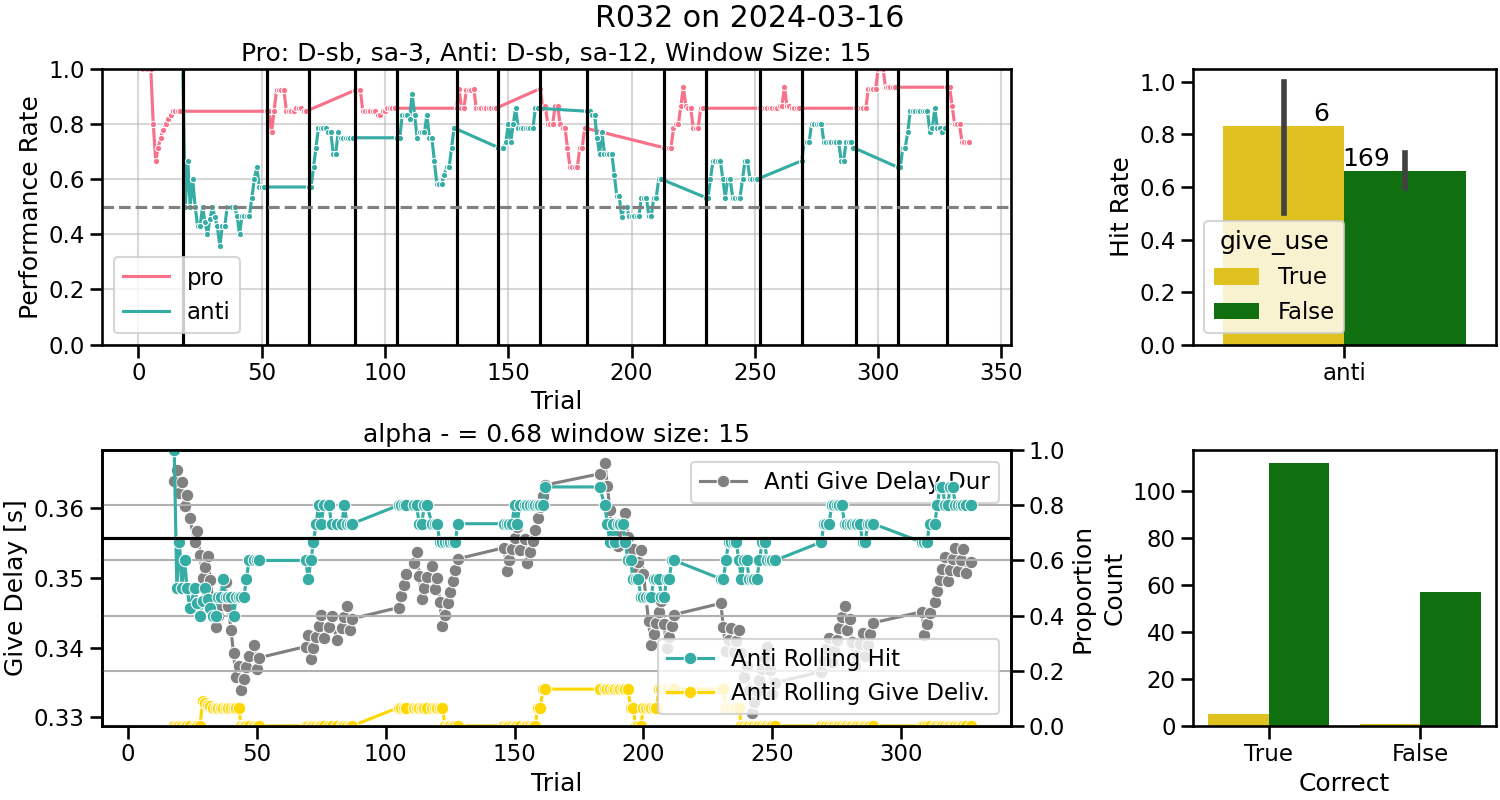 R032 on 2024-03-16
Pro: D-sb, sa-3, Anti: D-sb, sa-12, Window Size: 15
Performance Rate
1.0
0.8
0.6
0.4
0.2
0.0
pro
anti
0 50 100 150 200 250 300 350
Trial
Hit Rate
1.0
0.8
0.6
0.4
0.2
0.0
6
169
give_use
True
False
anti
alpha - = 0.68 window size: 15
Give Delay [s]
0.36
0.35
0.34
0.33
Anti Give Delay Dur
Anti Rolling Hit
Anti Rolling Give Deliv.
1.0
0.8
0.6
0.4
0.2
0.0
Proportion
0 50 100 150 200 250 300
Trial
Count
100
80
60
40
20
0
True False
Correct